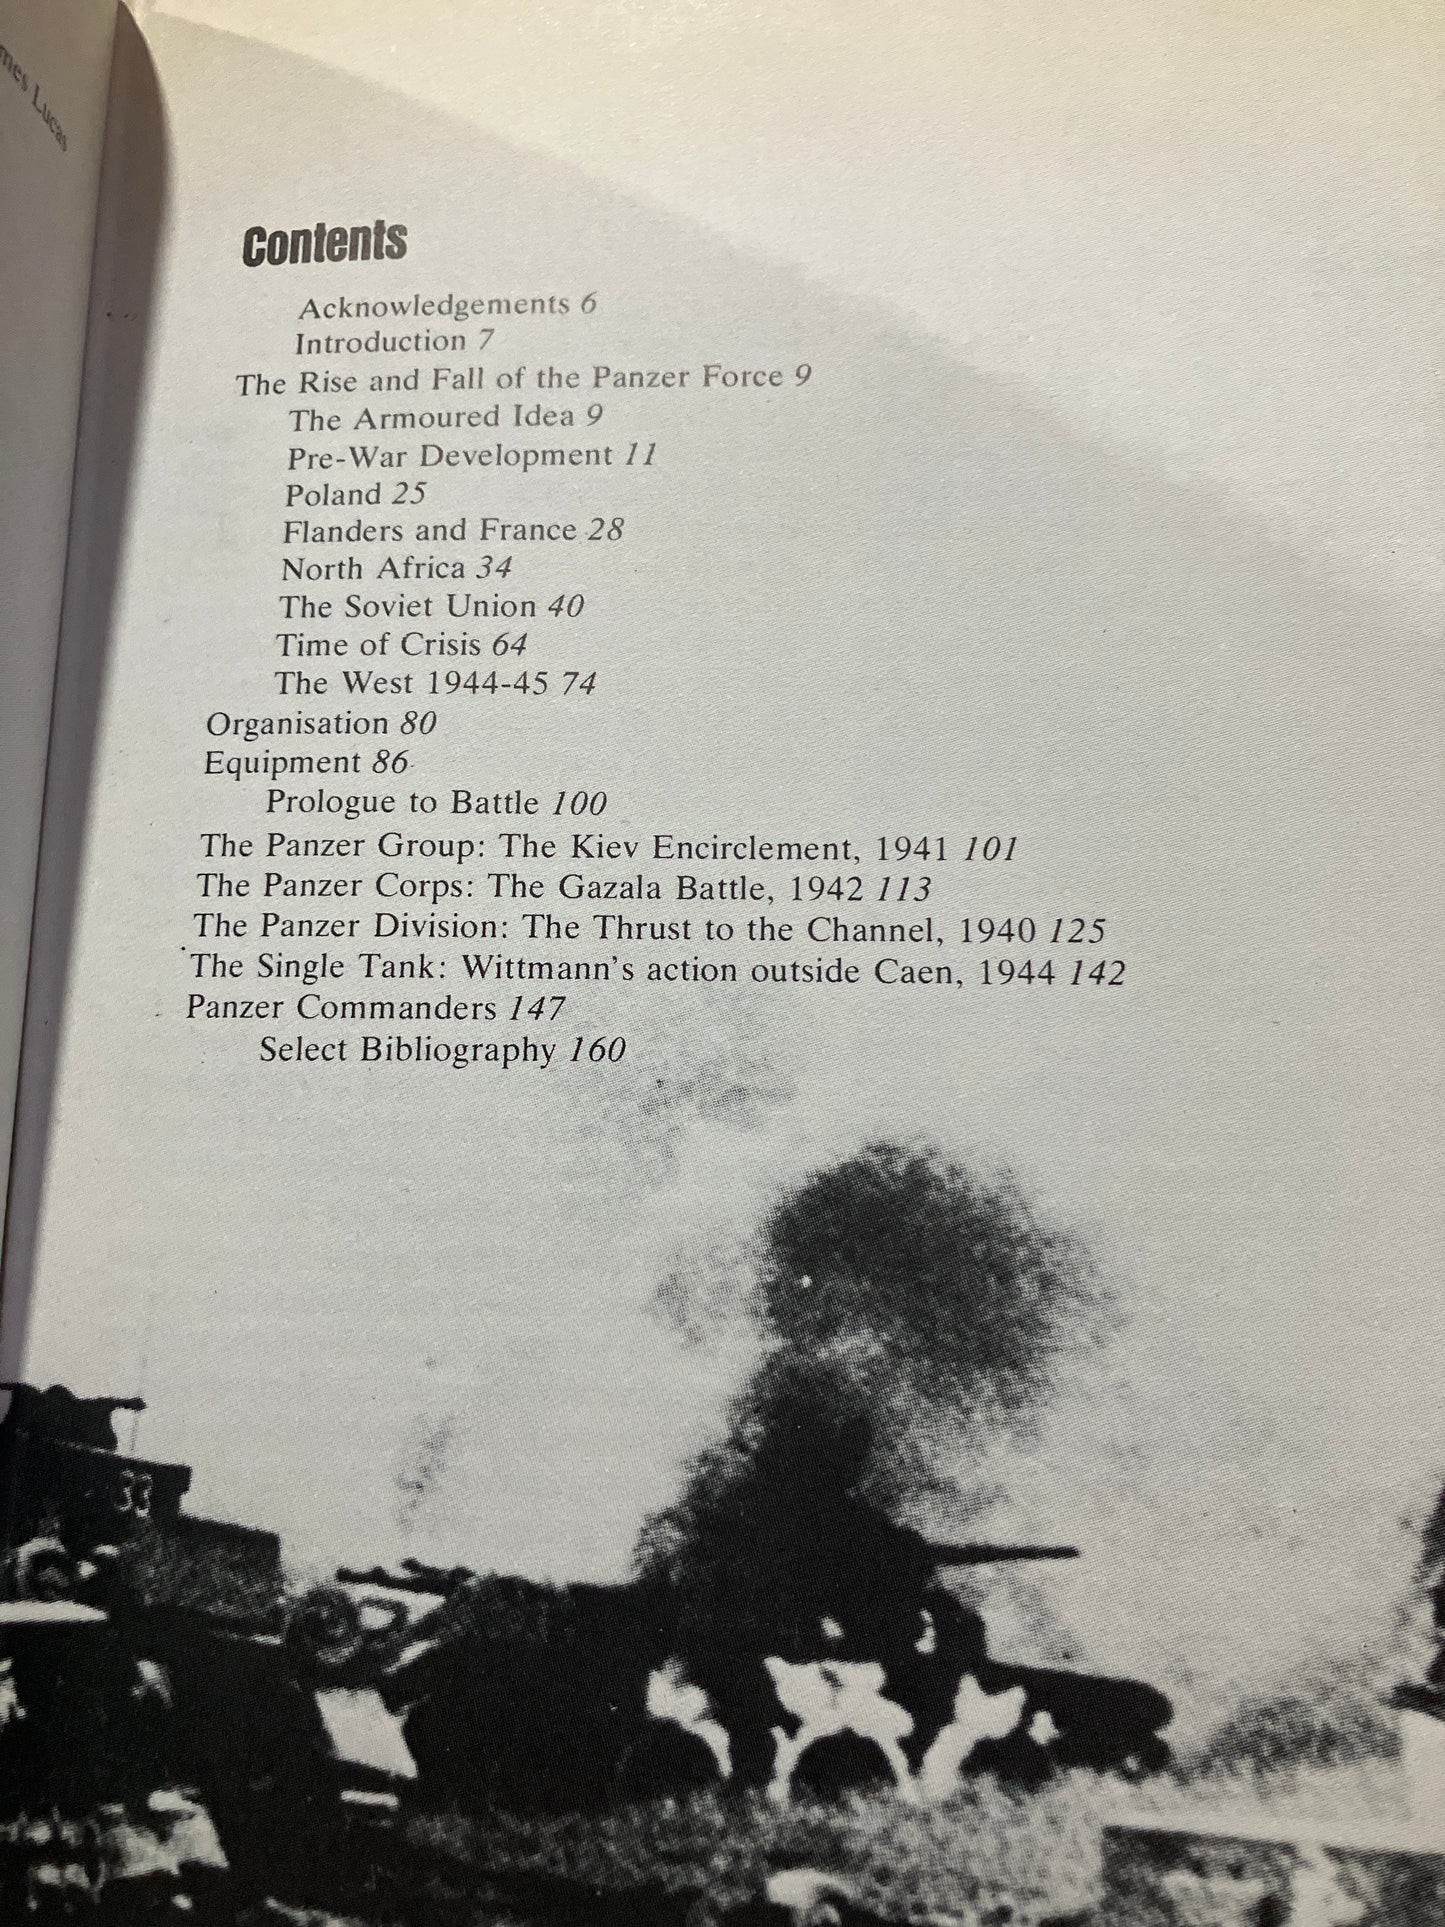 Lucas
Contents
Acknowledgements 6
Introduction 7
The Rise and Fall of the Panzer Force 9
The Armoured Idea 9
Pre-War Development 11
Poland 25
Flanders and France 28
North Africa 34
The Soviet Union 40
Time of Crisis 64
The West 1944-45 74
Organisation 80
Equipment 86
Prologue to Battle 100
The Panzer Group: The Kiev Encirclement, 1941 101
The Panzer Corps: The Gazala Battle, 1942 113
The Panzer Division: The Thrust to the Channel, 1940 125
The Single Tank: Wittmann's action outside Caen, 1944 142
Panzer Commanders 147
Select Bibliography 160
33